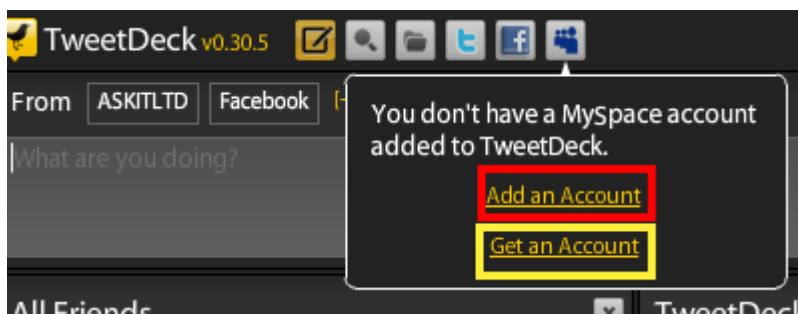 TweetDeck v0.30.5
From ASKITLTD Facebook [-
You don't have a MySpace account
added to TweetDeck.
What are you doing?
Add an Account
Get an Account
All Friends TweetDeck